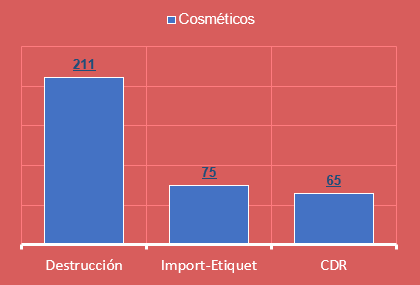 Cosméticos
211
75
65
Destrucción
Import-Etiquet
CDR